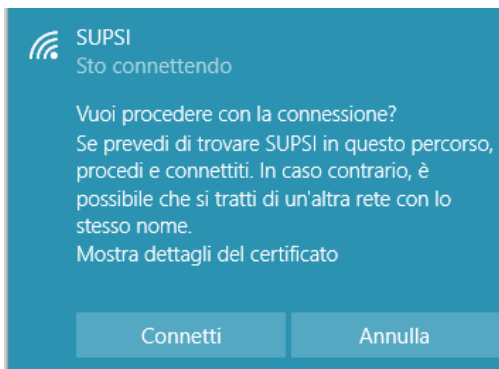 SUPSI
Sto connettendo
Vuoi procedere con la connessione?
Se prevedi di trovare SUPSI in questo percorso,
procedi e connettiti. In caso contrario, è
possibile che si tratti di un'altra rete con lo
stesso nome.
Mostra dettagli del certificato
Connetti
Annulla